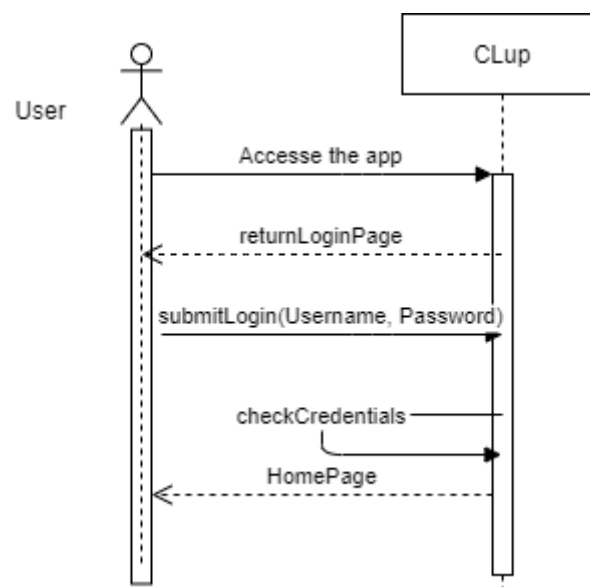 CLup
User
Accesse the app
returnLoginPage
submitLogin(Username, Password)
checkCredentials
HomePage